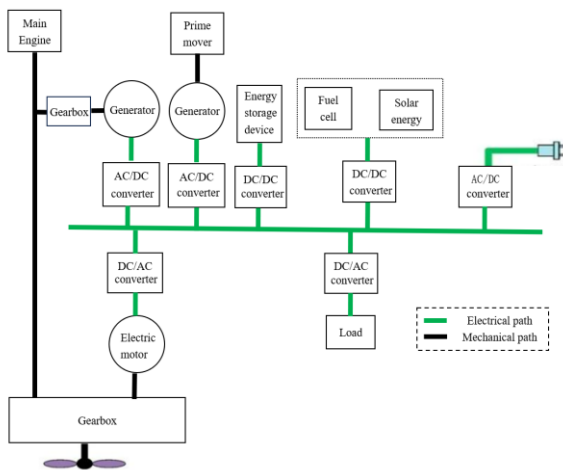 Main
Engine
Prime
mover
Gearbox
Generator
Generator
Energy
storage
device
Fuel
cell
Solar
energy
AC/DC
converter
AC/DC
converter
DC/DC
converter
DC/DC
converter
AC/DC
converter
DC/AC
converter
DC/AC
converter
Electric
motor
Load
Electrical path
Mechanical path
Gearbox